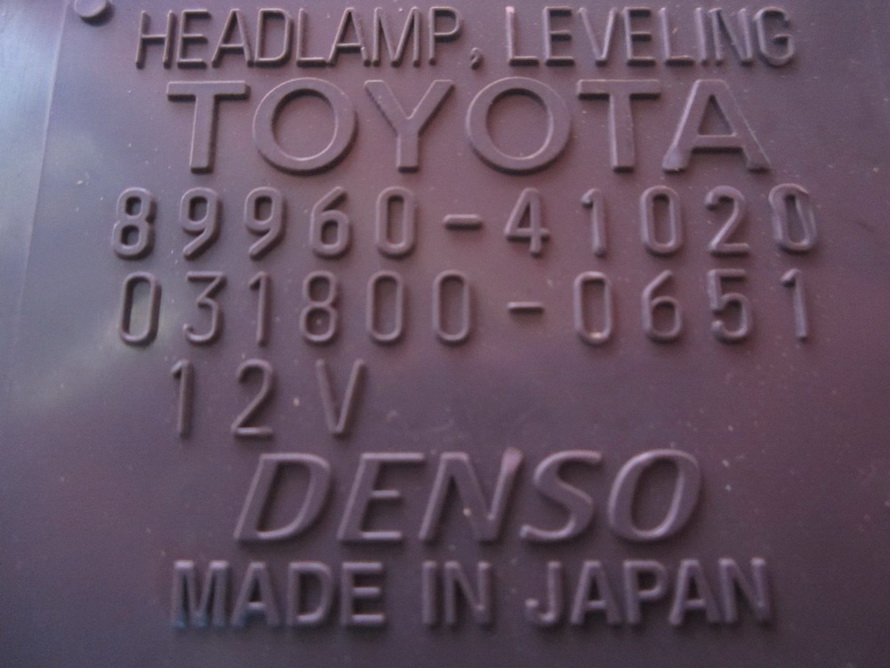 HEADLAMP, LEVELING
TOYOTA
89960-41020
031800-0651
12V
DENSO
MADE IN JAPAN